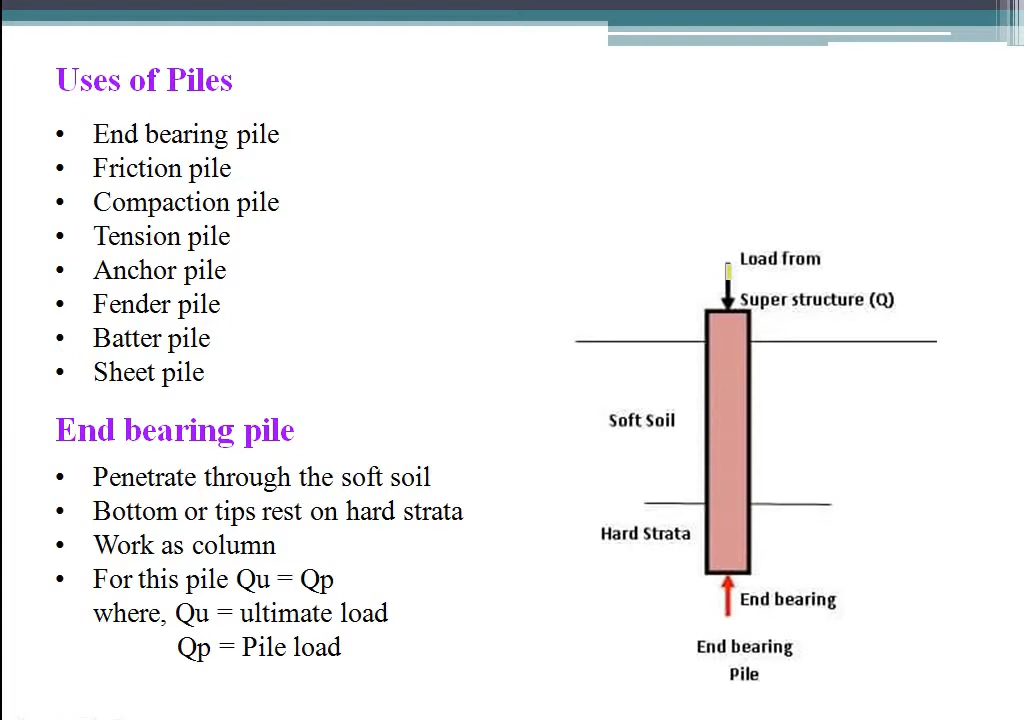 Uses of Piles
• End bearing pile
• Friction pile
• Compaction pile
• Tension pile
• Anchor pile
• Fender pile
• Batter pile
• Sheet pile
End bearing pile
• Penetrate through the soft soil
• Bottom or tips rest on hard strata
• Work as column
• For this pile Qu = Qp
where, Qu = ultimate load
Qp = Pile load
Load from
Super structure (Q)
Soft Soil
Hard Strata
End bearing
End bearing
Pile